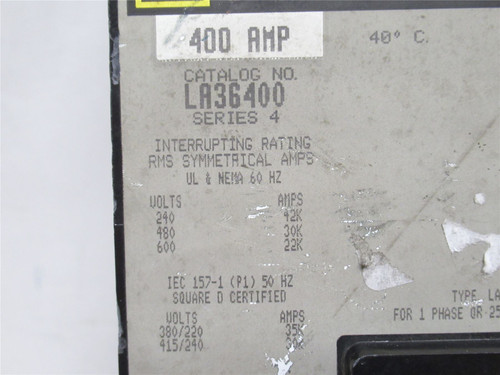 400 AMP
40° C.
CATALOG NO.
LA36400
SERIES 4
INTERRUPTING RATING
RMS SYMMETRICAL AMPS
UL & NEMA 60 HZ
VOLTS AMPS
240 42K
480 30K
600 22K
IEC 157-1 (P1) 50 HZ
SQUARE D CERTIFIED
TYPE LA
VOLTS AMPS
FOR 1 PHASE OR 25
380/220 35K
415/240 30K